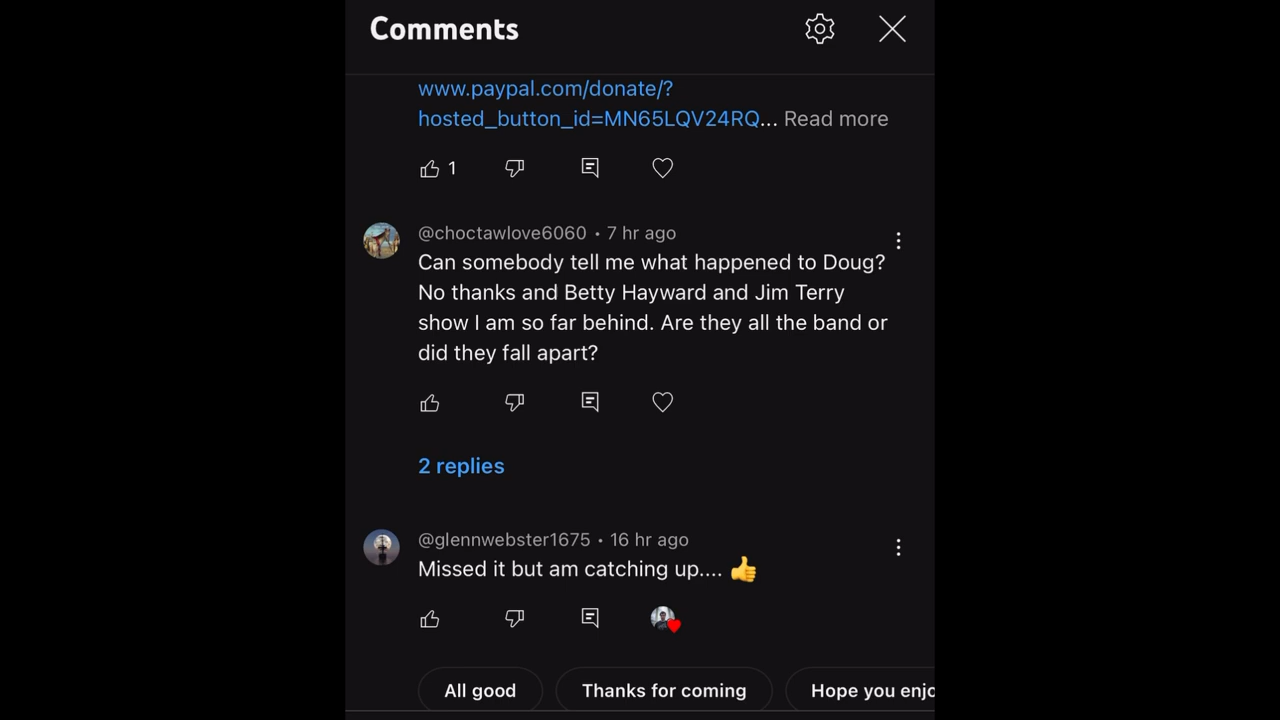 Comments
www.paypal.com/donate/?
hosted_button_id=MN65LQV24RQ... Read more
1
@choctawlove6060 • 7 hr ago
Can somebody tell me what happened to Doug?
No thanks and Betty Hayward and Jim Terry
show I am so far behind. Are they all the band or
did they fall apart?
2 replies
@glennwebster1675 • 16 hr ago
Missed it but am catching up.... 👍
All good Thanks for coming Hope you enjo